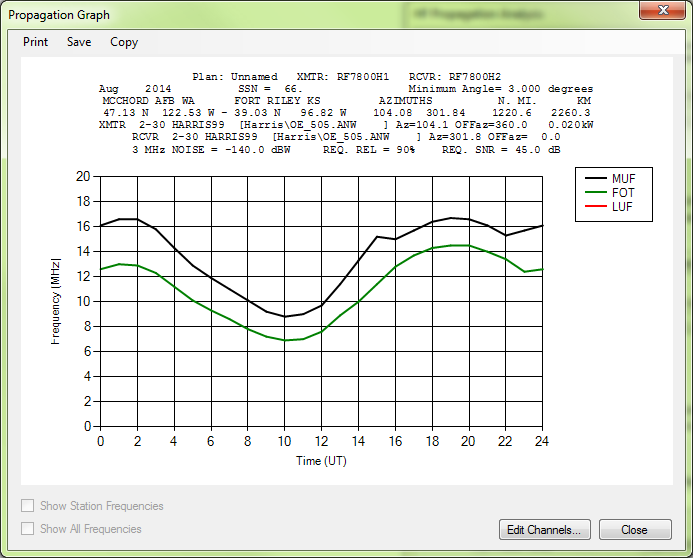 Propagation Graph
Print Save Copy
Plan: Unnamed XMTR: RF7800H1 RCVR: RF7800H2
Aug 2014 SSN = 66. Minimum Angle= 3.000 degrees
MCCHORD AFB WA FORT RILEY KS AZIMUTHS N. MI. KM
47.13 N 122.53 W - 39.03 N 96.82 W 104.08 301.84 1220.6 2260.3
XMTR 2-30 HARRIS99 [Harris\OE_505.ANW ] Az=104.1 OFFaz=360.0 0.020kW
RCVR 2-30 HARRIS99 [Harris\OE_505.ANW ] Az=301.8 OFFaz= 0.0
3 MHz NOISE = -140.0 dBW REQ. REL = 90% REQ. SNR = 45.0 dB
20
18
16
14
12
10
8
6
4
2
0
Frequency [MHz]
0 2 4 6 8 10 12 14 16 18 20 22 24
Time (UT)
MUF
FOT
LUF
Show Station Frequencies
Show All Frequencies
Edit Channels...
Close